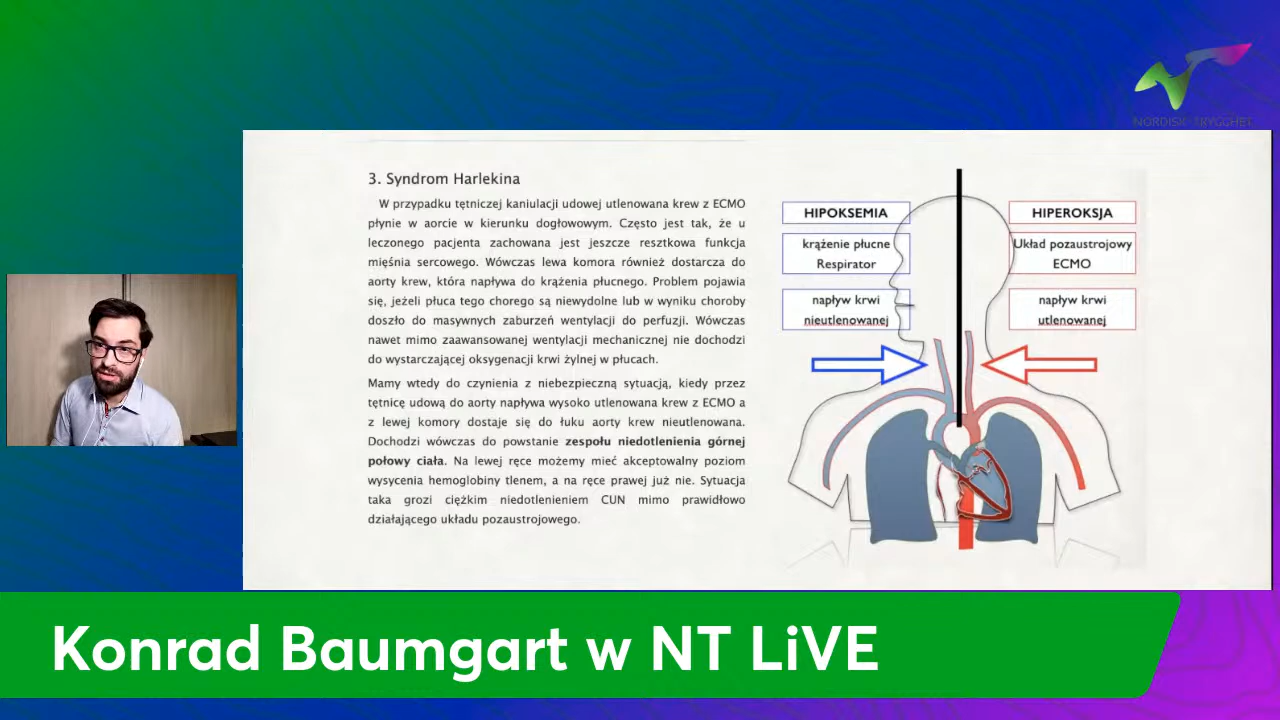 NORDISK TRYGGHET
3. Syndrom Harlekina
W przypadku tętniczej kaniulacji udowej utlenowana krew z ECMO
płynie w aorcie w kierunku dogłowowym. Często jest tak, że u
leczonego pacjenta zachowana jest jeszcze resztkowa funkcja
mięśnia sercowego. Wówczas lewa komora również dostarcza do
aorty krew, która napływa do krążenia płucnego. Problem pojawia
się, jeżeli płuca tego chorego są niewydolne lub w wyniku choroby
doszło do masywnych zaburzeń wentylacji do perfuzji. Wówczas
nawet mimo zaawansowanej wentylacji mechanicznej nie dochodzi
do wystarczającej oksygenacji krwi żylnej w płucach.
Mamy wtedy do czynienia z niebezpieczną sytuacją, kiedy przez
tętnicę udową do aorty napływa wysoko utlenowana krew z ECMO a
z lewej komory dostaje się do łuku aorty krew nieutlenowana.
Dochodzi wówczas do powstanie zespołu niedotlenienia górnej
połowy ciała. Na lewej ręce możemy mieć akceptowalny poziom
wysycenia hemoglobiny tlenem, a na ręce prawej już nie. Sytuacja
taka grozi ciężkim niedotlenieniem CUN mimo prawidłowo
działającego układu pozaustrojowego.
HIPOKSEMIA
krążenie płucne
Respirator
napływ krwi
nieutlenowanej
HIPEROKSJA
Układ pozaustrojowy
ECMO
napływ krwi
utlenowanej
Konrad Baumgart w NT LiVE